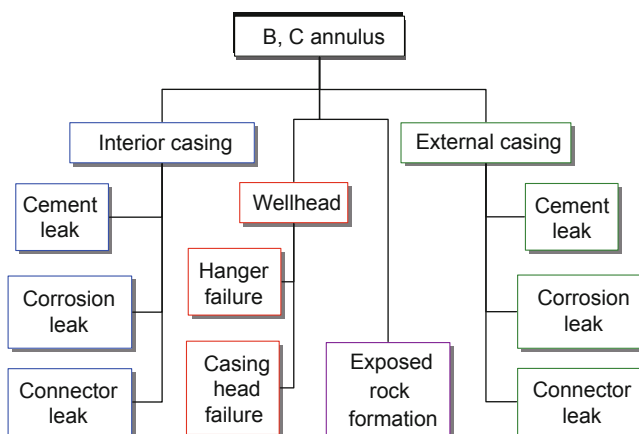 B, C annulus
Interior casing
External casing
Wellhead
Cement
leak
Corrosion
leak
Connector
leak
Hanger
failure
Casing
head
failure
Exposed
rock
formation
Cement
leak
Corrosion
leak
Connector
leak